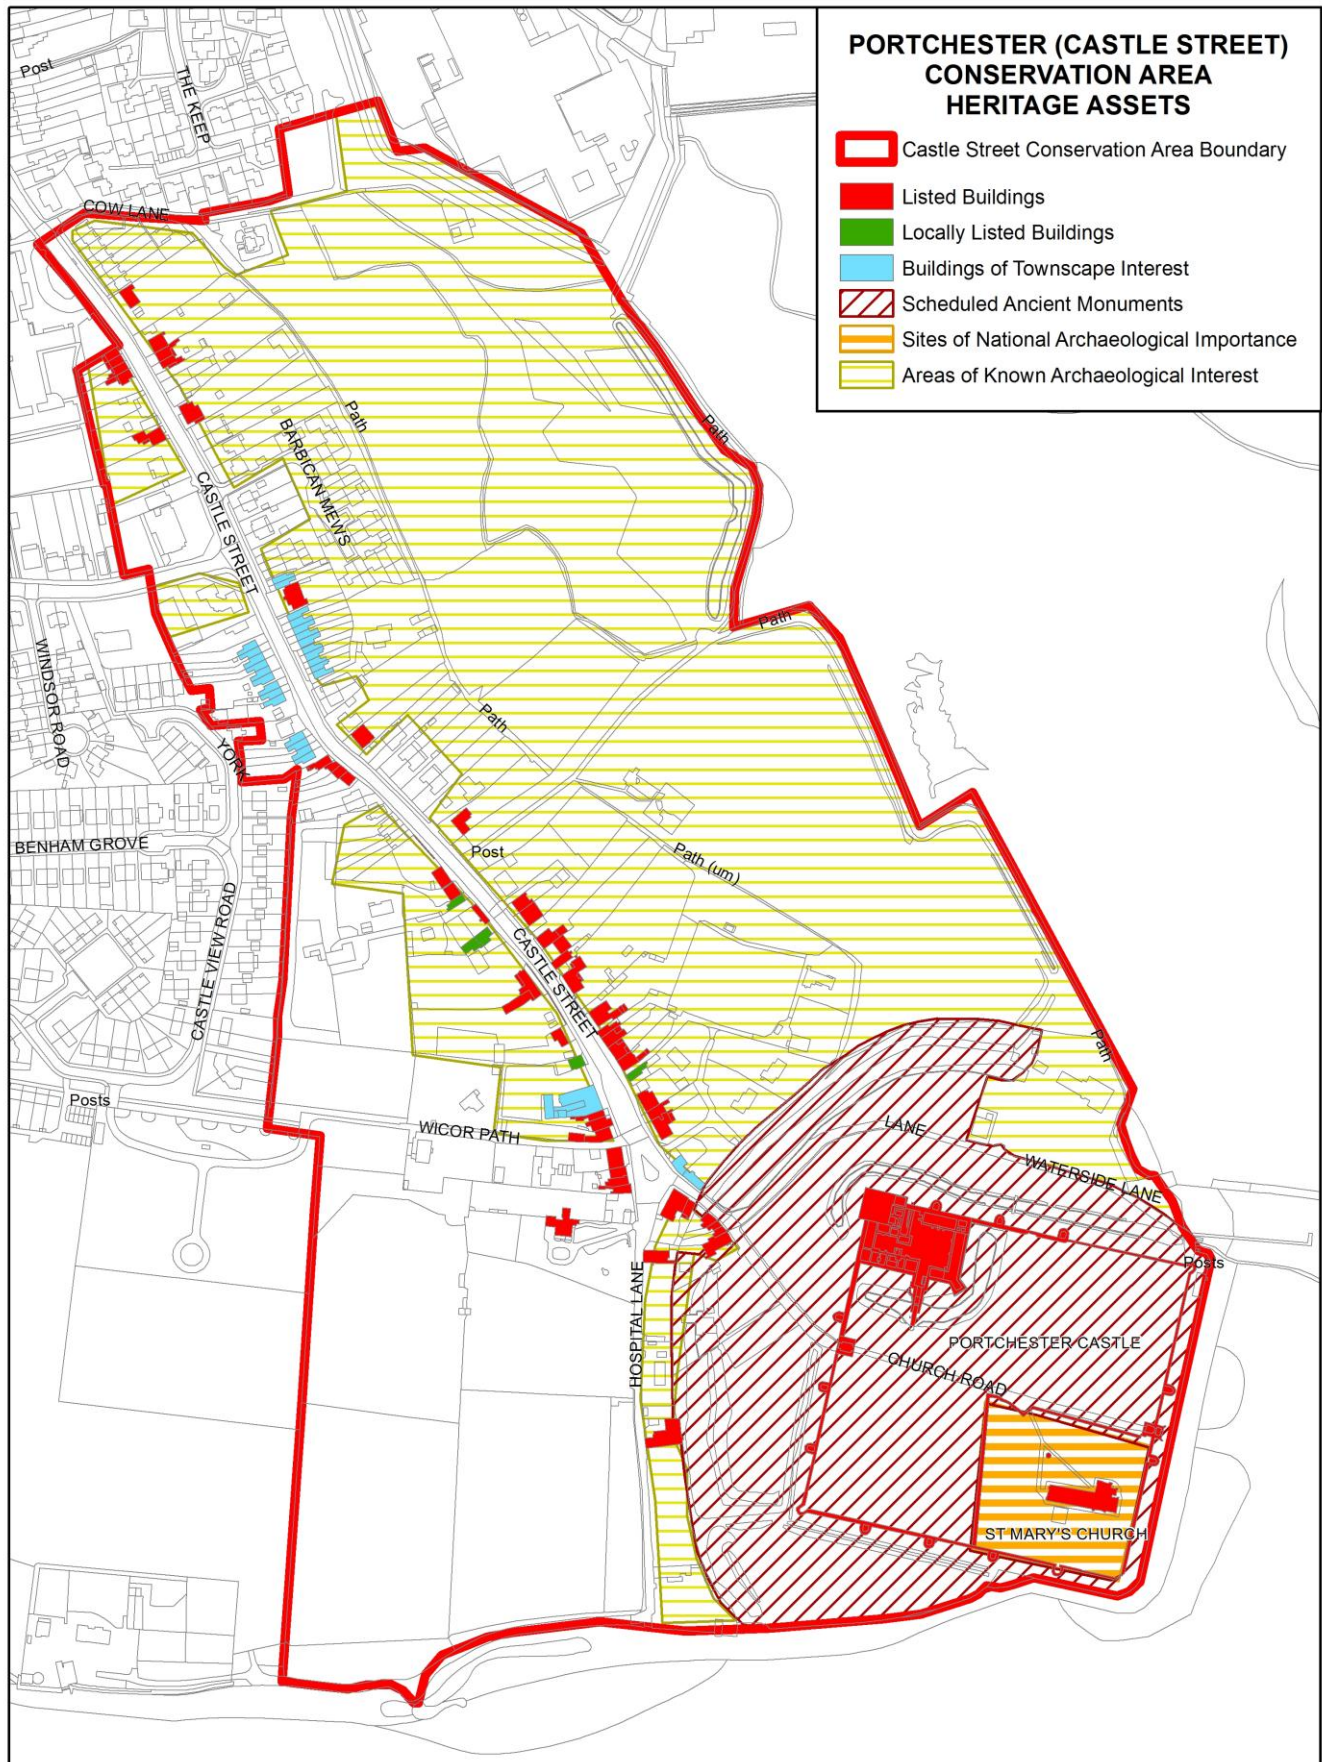 PORTCHESTER (CASTLE STREET)
CONSERVATION AREA
HERITAGE ASSETS
Castle Street Conservation Area Boundary
Listed Buildings
Locally Listed Buildings
Buildings of Townscape Interest
Scheduled Ancient Monuments
Sites of National Archaeological Importance
Areas of Known Archaeological Interest
Post
THE KEEP
COW LANE
Path
Path
BARBICAN MEWS
CASTLE STREET
Path
WINDSOR ROAD
Path
YORK
BENHAM GROVE
Post
Path (um)
CASTLE VIEW ROAD
CASTLE STREET
Path
Posts
WICOR PATH
LANE
WATERSIDE LANE
Posts
HOSPITAL LANE
PORTCHESTER CASTLE
CHURCH ROAD
ST MARY'S CHURCH